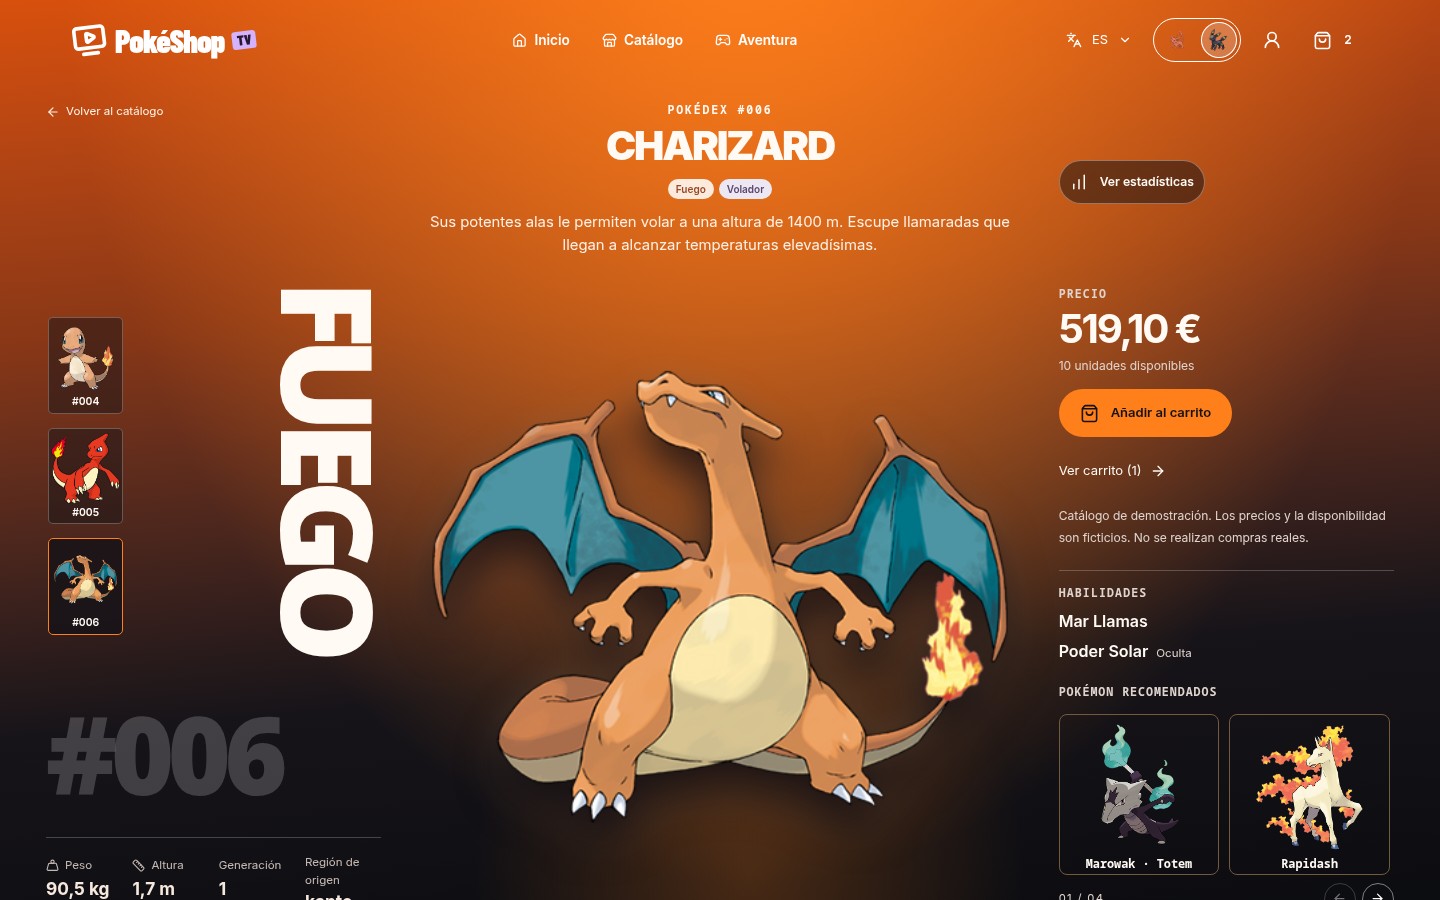 PokéShop TV
Inicio
Catálogo
Aventura
ES
2
Volver al catálogo
POKÉDEX #006
CHARIZARD
Fuego
Volador
Sus potentes alas le permiten volar a una altura de 1400 m. Escupe llamaradas que
llegan a alcanzar temperaturas elevadísimas.
Ver estadísticas
#004
#005
#006
FUEGO
#006
Peso
90,5 kg
Altura
1,7 m
Generación
1
Región de
origen
PRECIO
519,10 €
10 unidades disponibles
Añadir al carrito
Ver carrito (1)
Catálogo de demostración. Los precios y la disponibilidad
son ficticios. No se realizan compras reales.
HABILIDADES
Mar Llamas
Poder Solar Oculta
POKÉMON RECOMENDADOS
Marowak · Totem
Rapidash
01 / 04